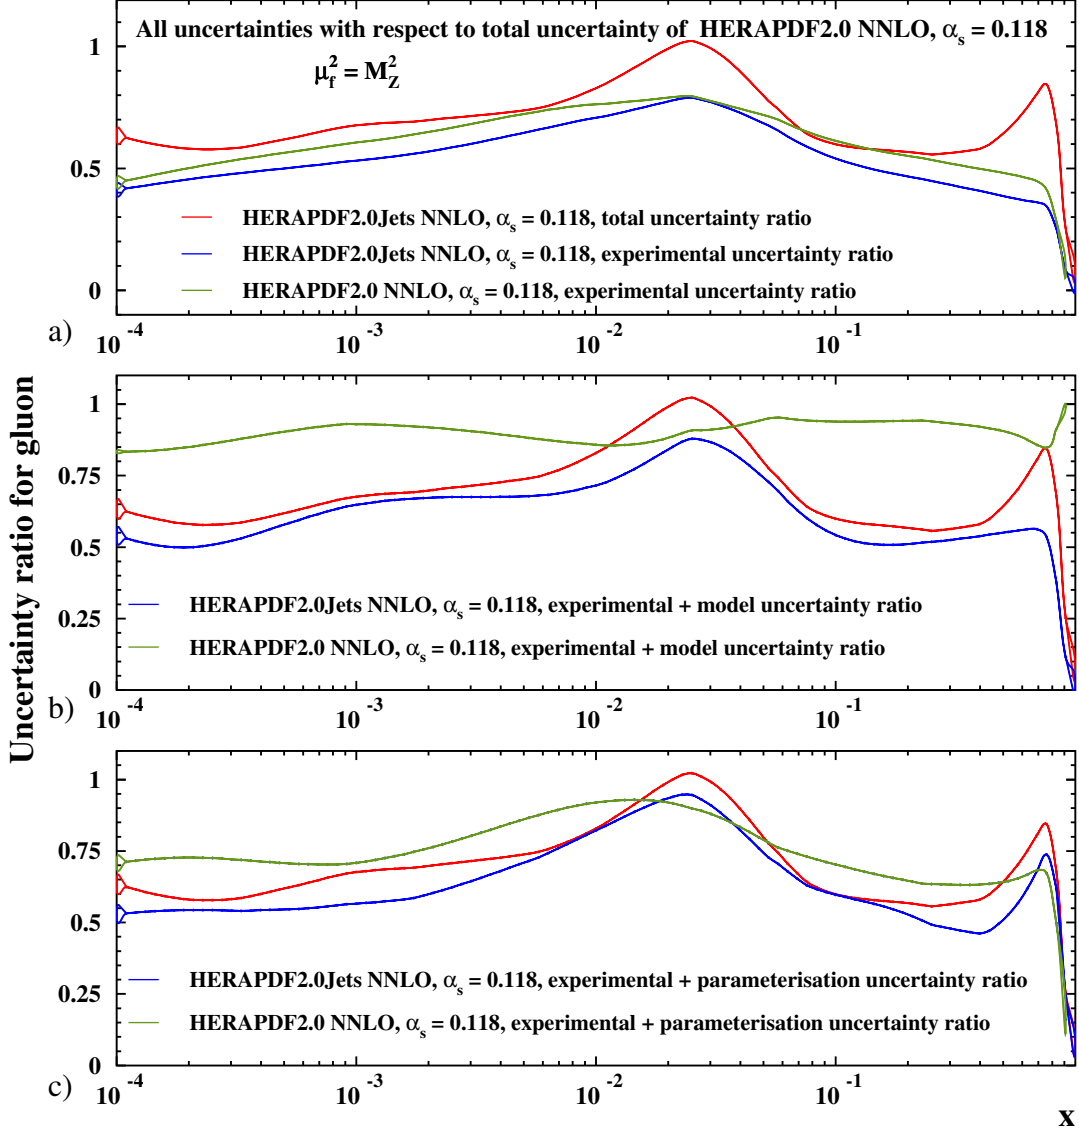 All uncertainties with respect to total uncertainty of HERAPDF2.0 NNLO, αs = 0.118
μf² = MZ²
1
0.5
0
HERAPDF2.0Jets NNLO, αs = 0.118, total uncertainty ratio
HERAPDF2.0Jets NNLO, αs = 0.118, experimental uncertainty ratio
HERAPDF2.0 NNLO, αs = 0.118, experimental uncertainty ratio
a)
10⁻⁴ 10⁻³ 10⁻² 10⁻¹
Uncertainty ratio for gluon
1
0.75
0.5
0.25
0
HERAPDF2.0Jets NNLO, αs = 0.118, experimental + model uncertainty ratio
HERAPDF2.0 NNLO, αs = 0.118, experimental + model uncertainty ratio
b)
10⁻⁴ 10⁻³ 10⁻² 10⁻¹
1
0.75
0.5
0.25
0
HERAPDF2.0Jets NNLO, αs = 0.118, experimental + parameterisation uncertainty ratio
HERAPDF2.0 NNLO, αs = 0.118, experimental + parameterisation uncertainty ratio
c)
10⁻⁴ 10⁻³ 10⁻² 10⁻¹
x